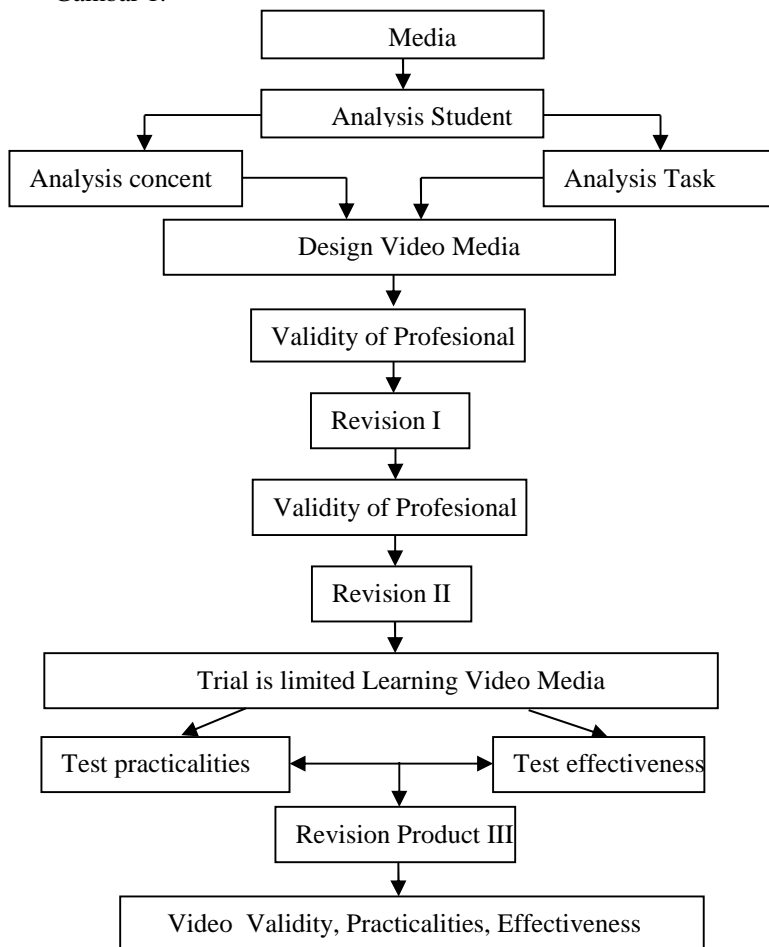 Gambar 1.
Media
Analysis Student
Analysis concent
Analysis Task
Design Video Media
Validity of Profesional
Revision I
Validity of Profesional
Revision II
Trial is limited Learning Video Media
Test practicalities
Test effectiveness
Revision Product III
Video Validity, Practicalities, Effectiveness